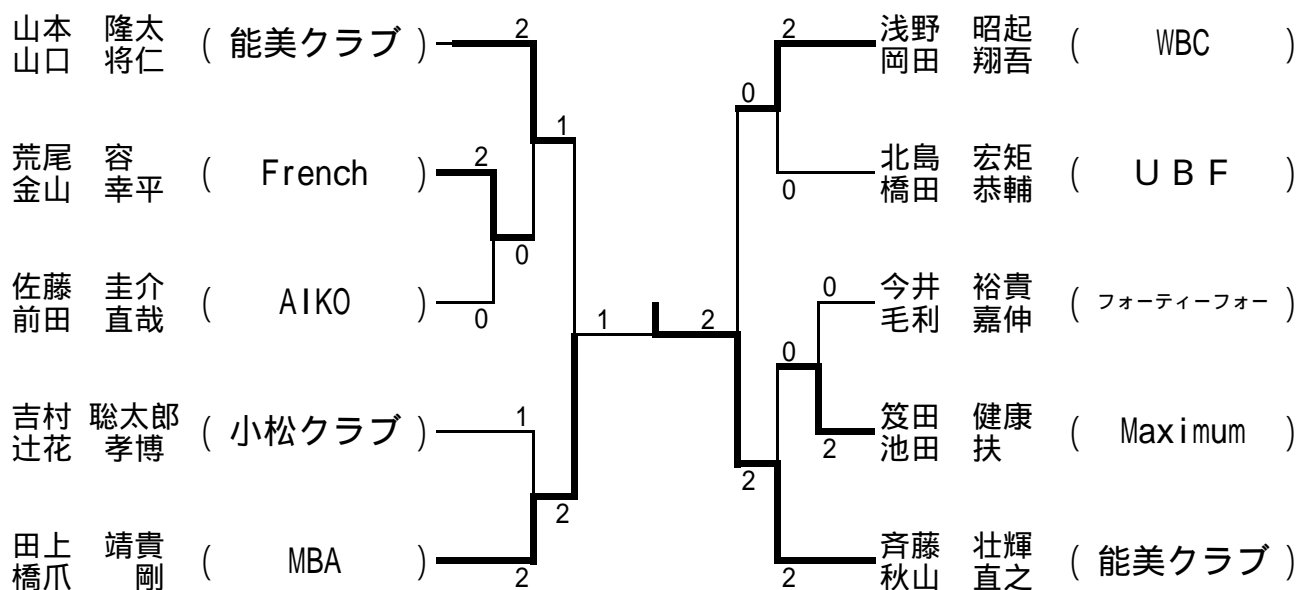 山本 隆太
山口 将仁
( 能美クラブ )
荒尾 容
金山 幸平
( French )
佐藤 圭介
前田 直哉
( AIKO )
吉村 聡太郎
辻花 孝博
( 小松クラブ )
田上 靖貴
橋爪 剛
( MBA )
2
1
2
0
0
1
2
2
1
2
2
0
0
0
0
2
2
2
浅野 昭起
岡田 翔吾
( WBC )
北島 宏矩
橋田 恭輔
( UBF )
今井 裕貴
毛利 嘉伸
( フォーティーフォー )
笈田 健康
池田 扶
( Maximum )
斉藤 壮輝
秋山 直之
( 能美クラブ )